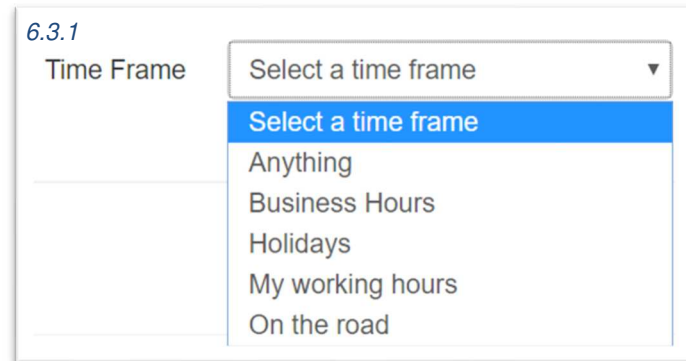 6.3.1
Time Frame Select a time frame ▼
Select a time frame
Anything
Business Hours
Holidays
My working hours
On the road